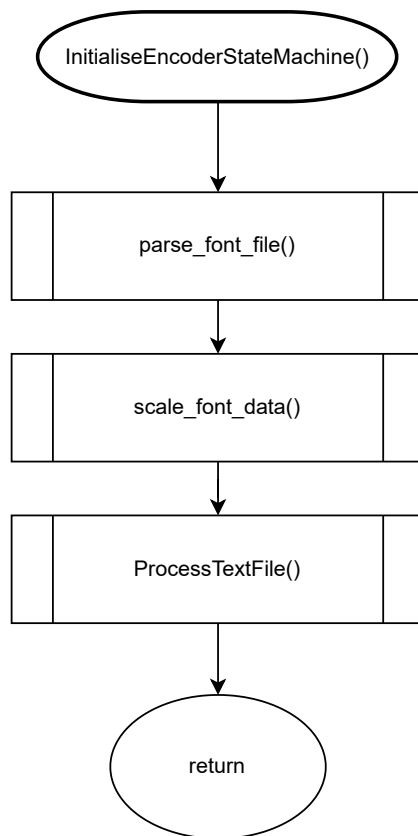 InitialiseEncoderStateMachine()
parse_font_file()
scale_font_data()
ProcessTextFile()
return